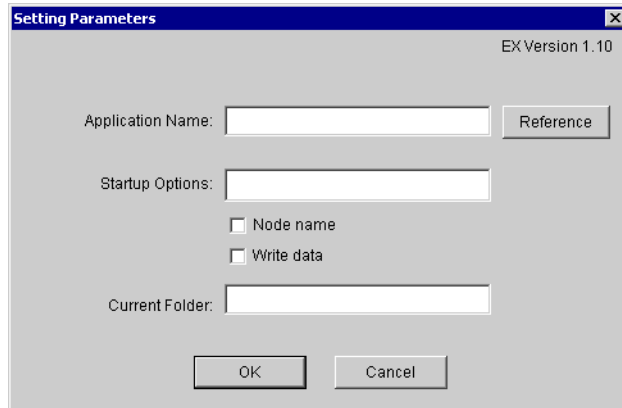 Setting Parameters
EX Version 1.10
Application Name:
Reference
Startup Options:
Node name
Write data
Current Folder:
OK
Cancel